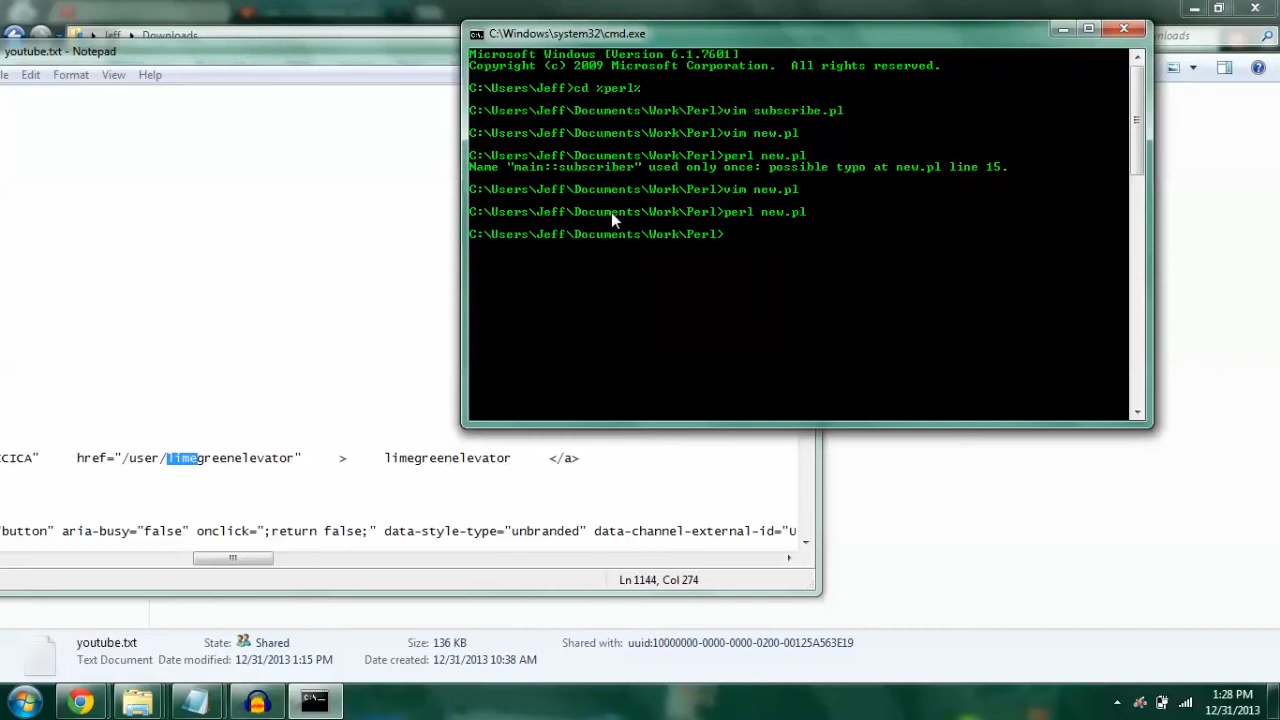 Jeff
Downloads
youtube.txt - Notepad
Edit
Format
View
Help
C:\Windows\system32\cmd.exe
Microsoft Windows [Version 6.1.7601]
Copyright (c) 2009 Microsoft Corporation.  All rights reserved.
C:\Users\Jeff>cd %perl%
C:\Users\Jeff\Documents\Work\Perl>vim subscribe.pl
C:\Users\Jeff\Documents\Work\Perl>vim new.pl
C:\Users\Jeff\Documents\Work\Perl>perl new.pl
Name "main::subscriber" used only once: possible typo at new.pl line 15.
C:\Users\Jeff\Documents\Work\Perl>vim new.pl
C:\Users\Jeff\Documents\Work\Perl>perl new.pl
C:\Users\Jeff\Documents\Work\Perl>
CICA" href="/user/limegreenelevator" > limegreenelevator </a>
"button" aria-busy="false" onclick=";return false;" data-style-type="unbranded" data-channel-external-id="U
Ln 1144, Col 274
youtube.txt State: Shared Size: 136 KB Shared with: uuid:10000000-0000-0000-0200-00125A563E19
Text Document Date modified: 12/31/2013 1:15 PM Date created: 12/31/2013 10:38 AM
1:28 PM
12/31/2013